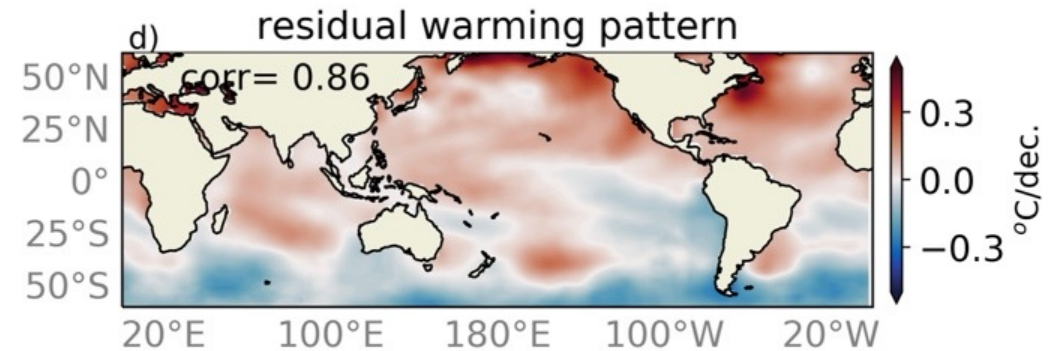 residual warming pattern
d)
corr= 0.86
50°N
25°N
0°
25°S
50°S
20°E 100°E 180°E 100°W 20°W
0.3
0.0
−0.3
°C/dec.